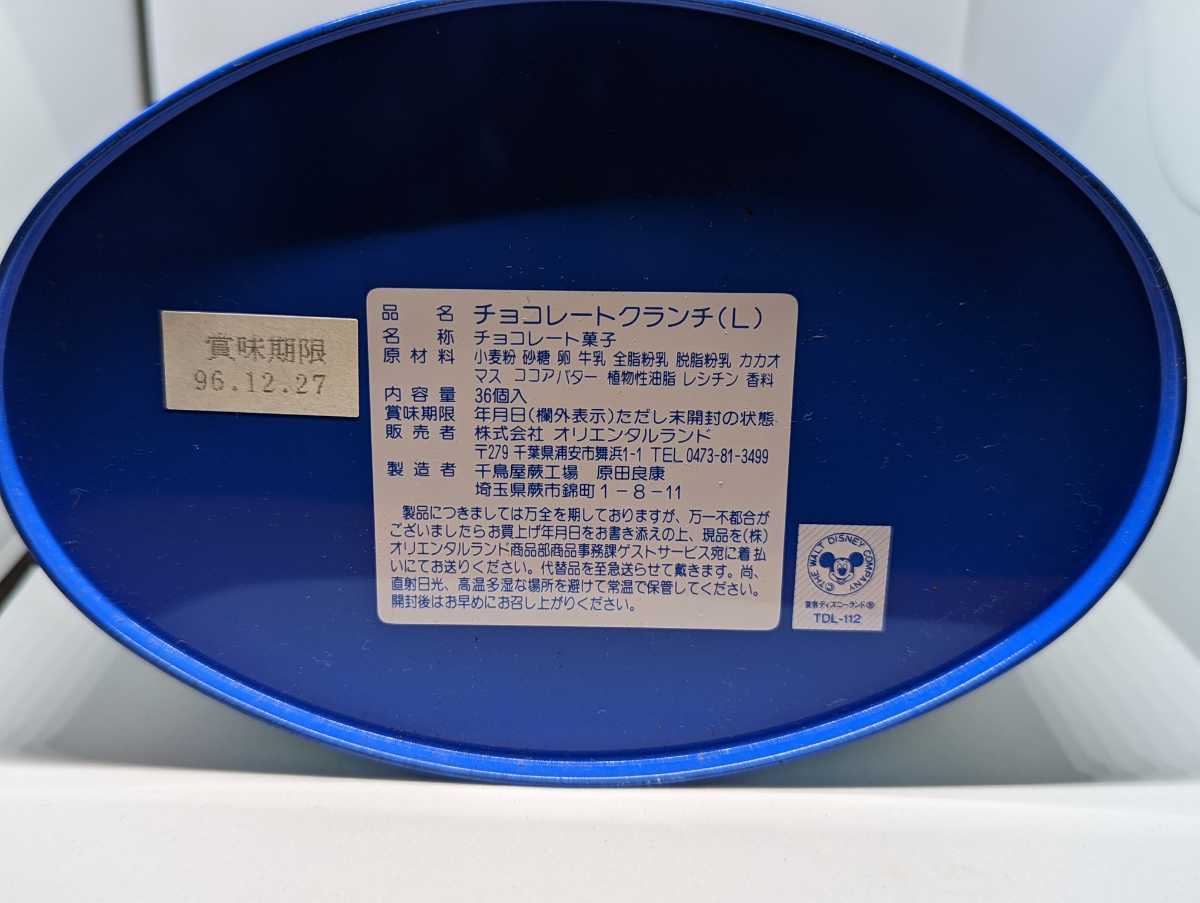 賞味期限
96.12.27
品名 チョコレートクランチ(L)
名称 チョコレート菓子
原材料 小麦粉 砂糖 卵 牛乳 全脂粉乳 脱脂粉乳 カカオ
マス ココアバター 植物性油脂 レシチン 香料
内容量 36個入
賞味期限 年月日(欄外表示)ただし未開封の状態
販売者 株式会社 オリエンタルランド
〒279 千葉県浦安市舞浜1-1 TEL 0473-81-3499
製造者 千鳥屋蕨工場 原田良康
埼玉県蕨市錦町1-8-11
製品につきましては万全を期しておりますが、万一不都合が
ございましたらお買上げ年月日をお書き添えの上、現品を(株)
オリエンタルランド商品部商品事務課ゲストサービス宛に着払
いにてお送りください。代替品を至急送らせて戴きます。尚、
直射日光、高温多湿な場所を避けて常温で保管してください。
開封後はお早めにお召し上がりください。
©THE WALT DISNEY COMPANY
東京ディズニーランド®
TDL-112